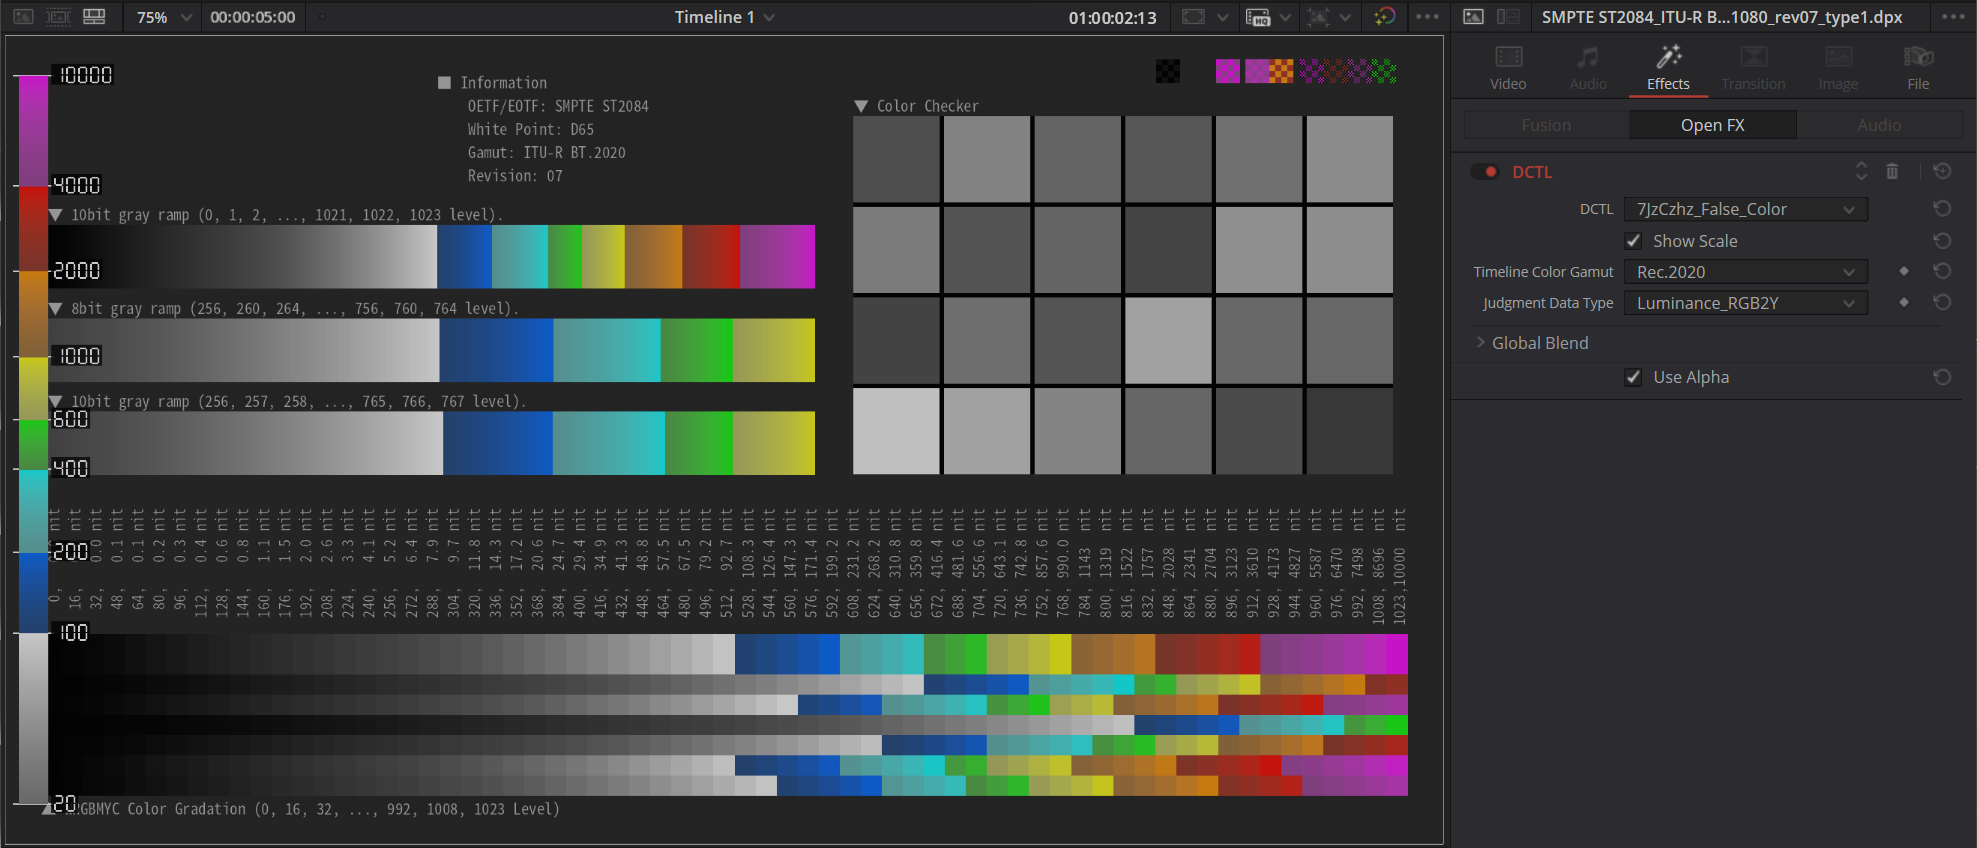 75%
00:00:05:00
Timeline 1
01:00:02:13
HQ
SMPTE ST2084_ITU-R B...1080_rev07_type1.dpx
Video
Audio
Effects
Transition
Image
File
Fusion
Open FX
Audio
DCTL
DCTL
7JzCzhz_False_Color
Show Scale
Timeline Color Gamut
Rec.2020
Judgment Data Type
Luminance_RGB2Y
Global Blend
Use Alpha
10000
4000
2000
1000
600
400
200
100
20
Information
OETF/EOTF: SMPTE ST2084
White Point: D65
Gamut: ITU-R BT.2020
Revision: 07
Color Checker
10bit gray ramp (0, 1, 2, ..., 1021, 1022, 1023 level).
8bit gray ramp (256, 260, 264, ..., 756, 760, 764 level).
10bit gray ramp (256, 257, 258, ..., 765, 766, 767 level).
0, nit
16, nit
32, 0.0 nit
48, 0.1 nit
64, 0.1 nit
80, 0.2 nit
96, 0.3 nit
112, 0.4 nit
128, 0.6 nit
144, 0.8 nit
160, 1.1 nit
176, 1.5 nit
192, 2.0 nit
208, 2.6 nit
224, 3.3 nit
240, 4.1 nit
256, 5.2 nit
272, 6.4 nit
288, 7.9 nit
304, 9.7 nit
320, 11.8 nit
336, 14.3 nit
352, 17.2 nit
368, 20.6 nit
384, 24.7 nit
400, 29.4 nit
416, 34.9 nit
432, 41.3 nit
448, 48.8 nit
464, 57.5 nit
480, 67.5 nit
496, 79.2 nit
512, 92.7 nit
528, 108.3 nit
544, 126.4 nit
560, 147.3 nit
576, 171.4 nit
592, 199.2 nit
608, 231.2 nit
624, 268.2 nit
640, 310.8 nit
656, 359.8 nit
672, 416.4 nit
688, 481.6 nit
704, 556.6 nit
720, 643.1 nit
736, 742.8 nit
752, 857.6 nit
768, 990.0 nit
784, 1143 nit
800, 1319 nit
816, 1522 nit
832, 1757 nit
848, 2028 nit
864, 2341 nit
880, 2704 nit
896, 3123 nit
912, 3610 nit
928, 4173 nit
944, 4827 nit
960, 5587 nit
976, 6470 nit
992, 7498 nit
1008, 8696 nit
1023,10000 nit
RGBMYC Color Gradation (0, 16, 32, ..., 992, 1008, 1023 Level)